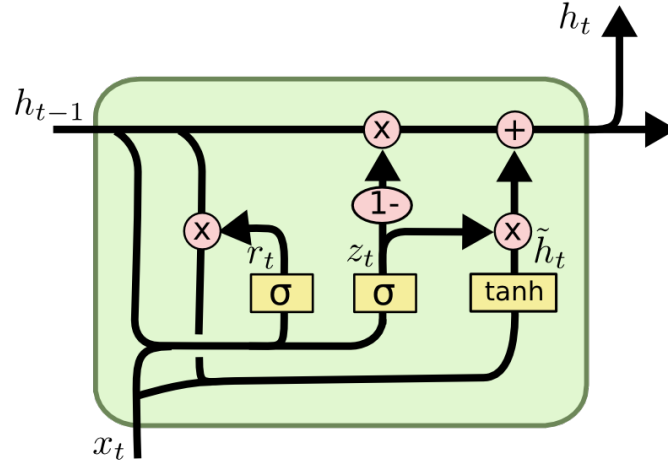 h_t
h_{t−1}
x
+
1-
x
r_t
z_t
x
h̃_t
σ
σ
tanh
x_t